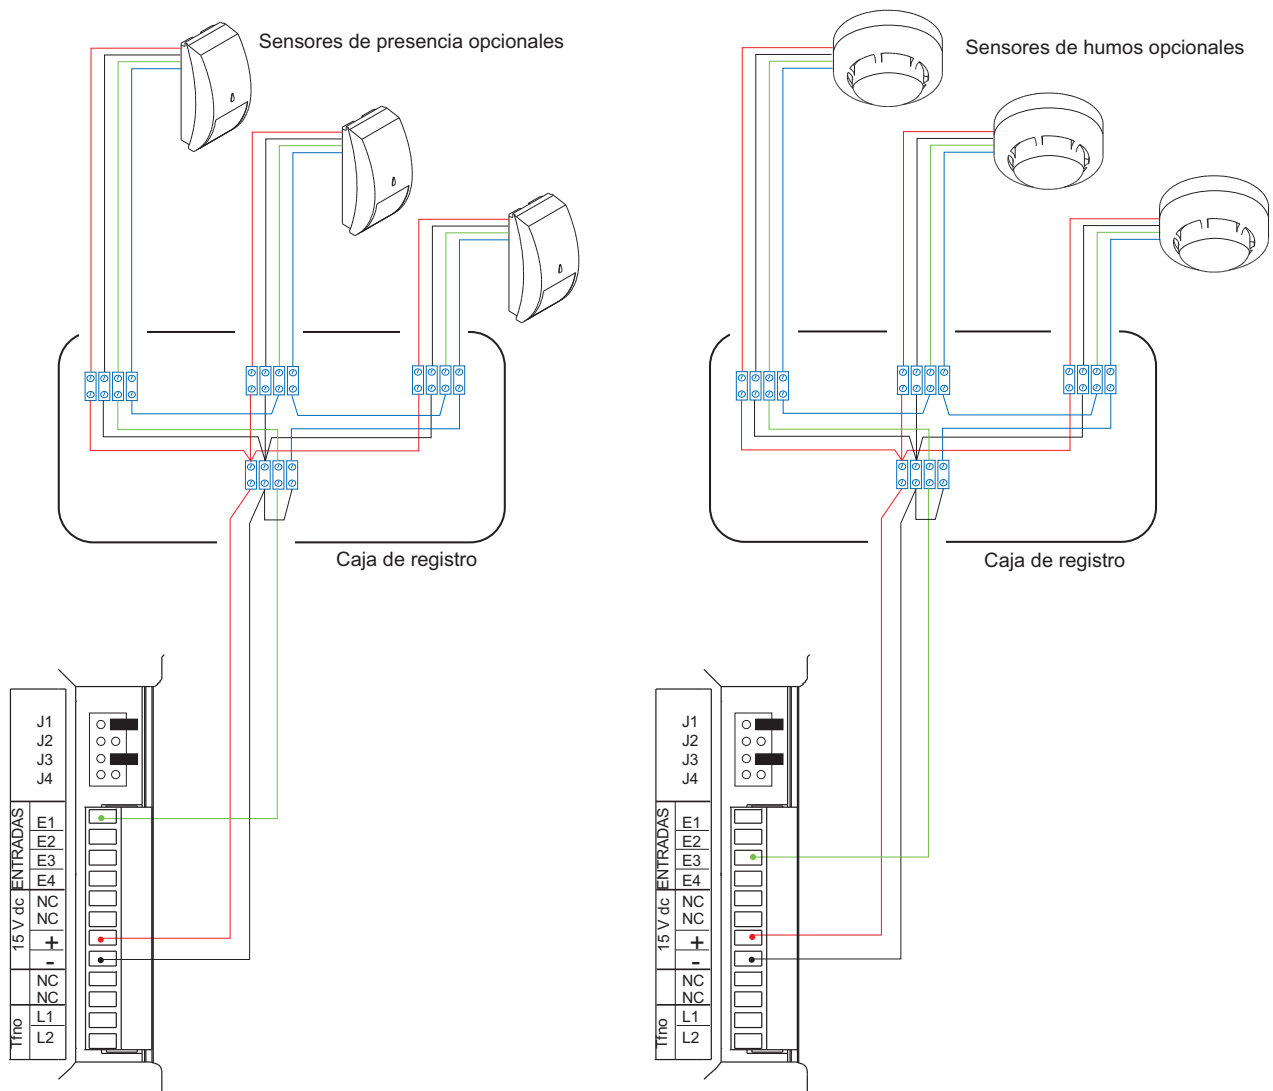 Sensores de presencia opcionales
Sensores de humos opcionales
Caja de registro
Caja de registro
J1
J2
J3
J4
ENTRADAS
E1
E2
E3
E4
15 V dc
NC
NC
+
-
NC
NC
Tfno
L1
L2
J1
J2
J3
J4
ENTRADAS
E1
E2
E3
E4
15 V dc
NC
NC
+
-
NC
NC
Tfno
L1
L2